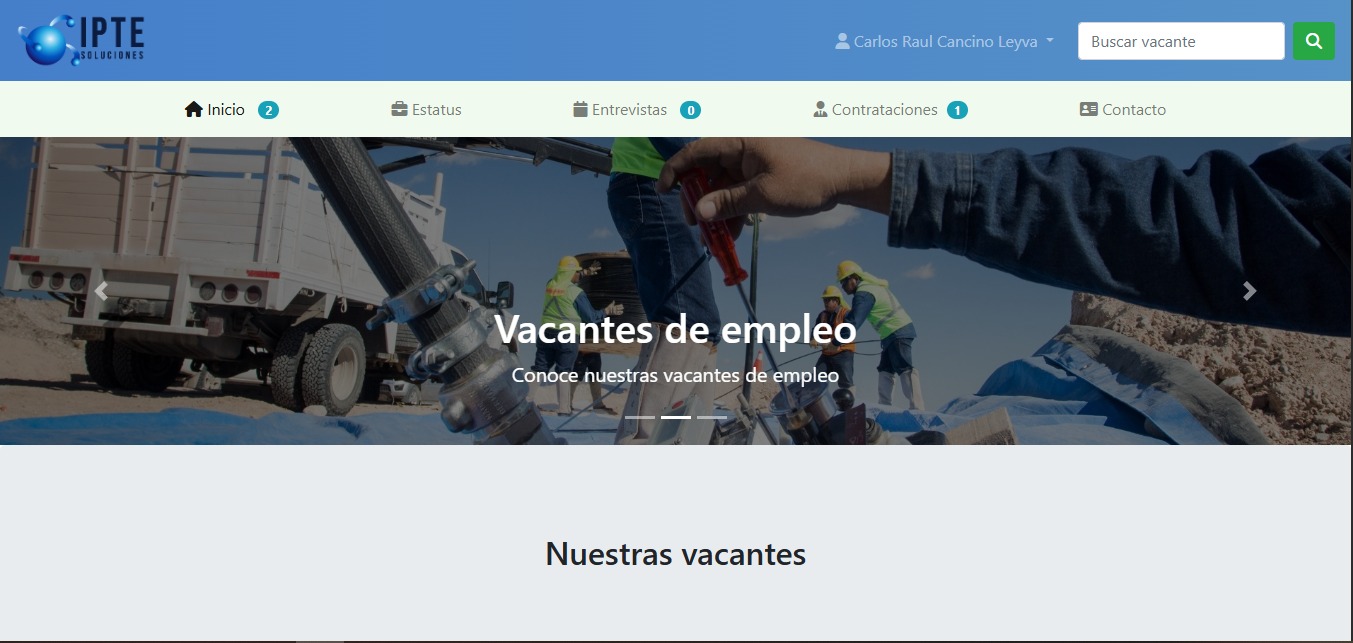 IPTE
SOLUCIONES
Carlos Raul Cancino Leyva
Buscar vacante
Inicio 2
Estatus
Entrevistas 0
Contrataciones 1
Contacto
Vacantes de empleo
Conoce nuestras vacantes de empleo
Nuestras vacantes